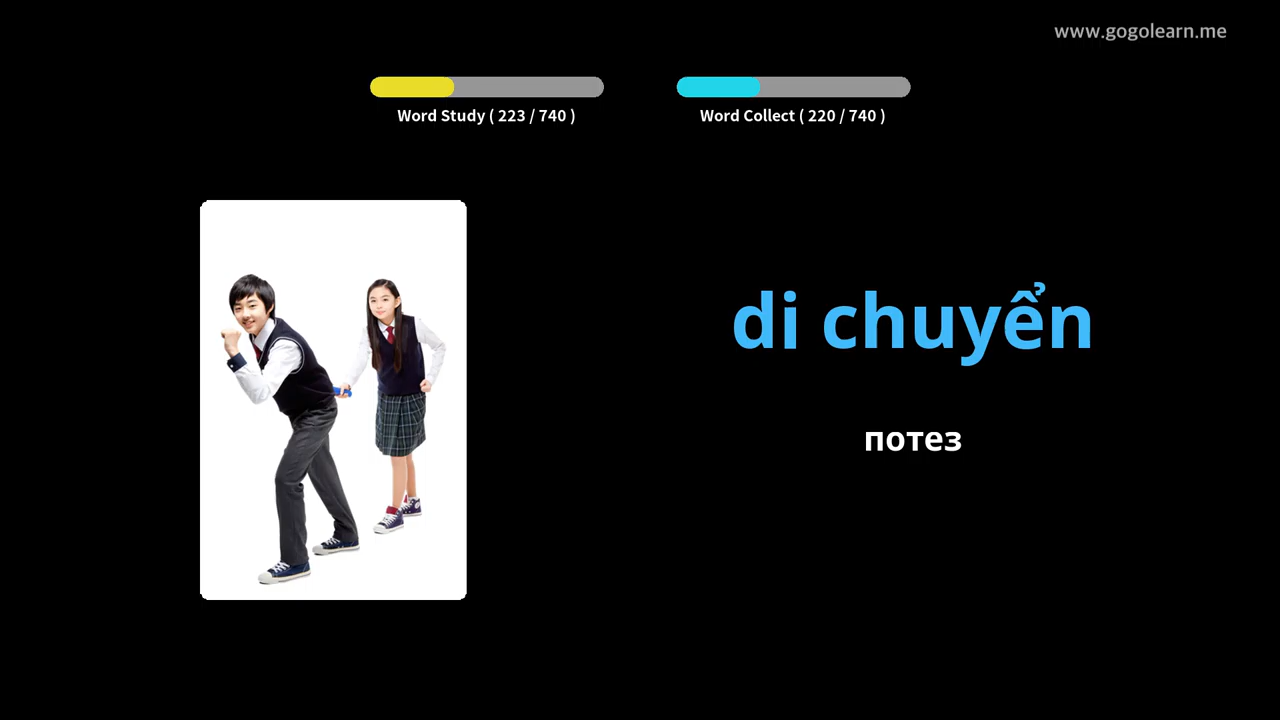 www.gogolearn.me
Word Study ( 223 / 740 )
Word Collect ( 220 / 740 )
di chuyển
потез